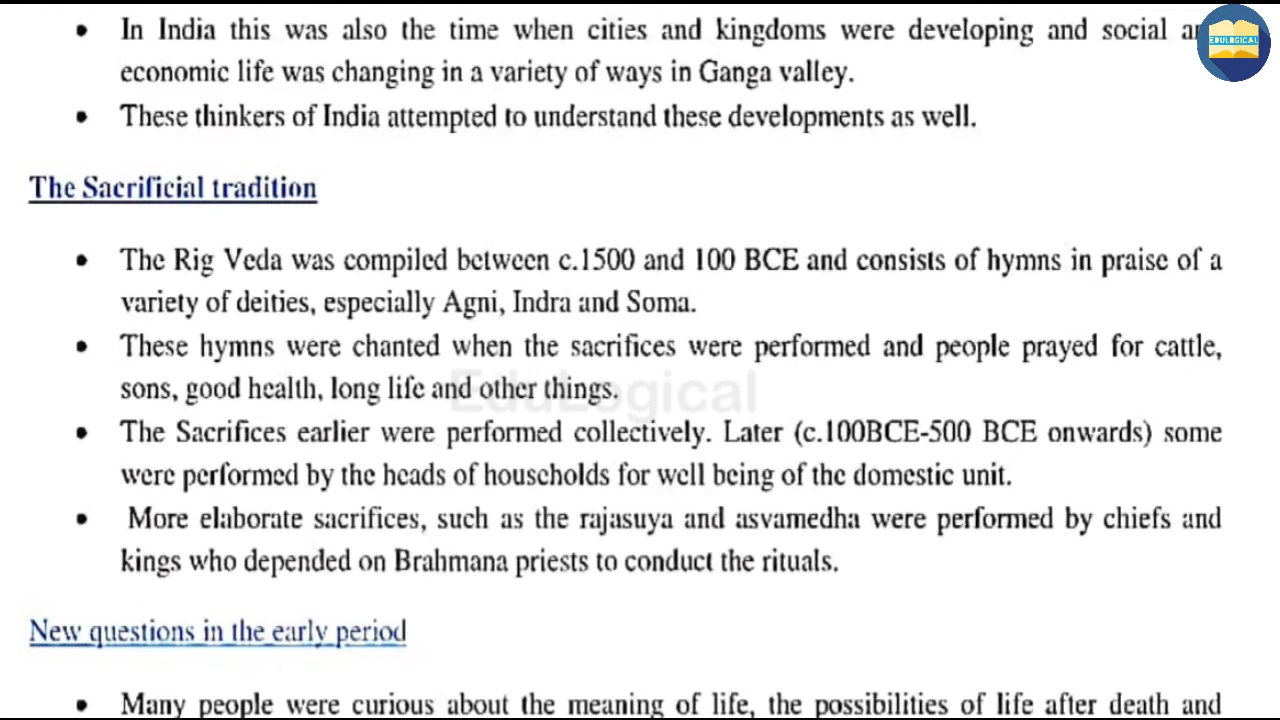 • In India this was also the time when cities and kingdoms were developing and social
EDULOGICAL
economic life was changing in a variety of ways in Ganga valley.
• These thinkers of India attempted to understand these developments as well.
The Sacrificial tradition
• The Rig Veda was compiled between c.1500 and 100 BCE and consists of hymns in praise of a
variety of deities, especially Agni, Indra and Soma.
• These hymns were chanted when the sacrifices were performed and people prayed for cattle,
sons, good health, long life and other things.
EduLogical
• The Sacrifices earlier were performed collectively. Later (c.100BCE-500 BCE onwards) some
were performed by the heads of households for well being of the domestic unit.
• More elaborate sacrifices, such as the rajasuya and asvamedha were performed by chiefs and
kings who depended on Brahmana priests to conduct the rituals.
New questions in the early period
• Many people were curious about the meaning of life, the possibilities of life after death and